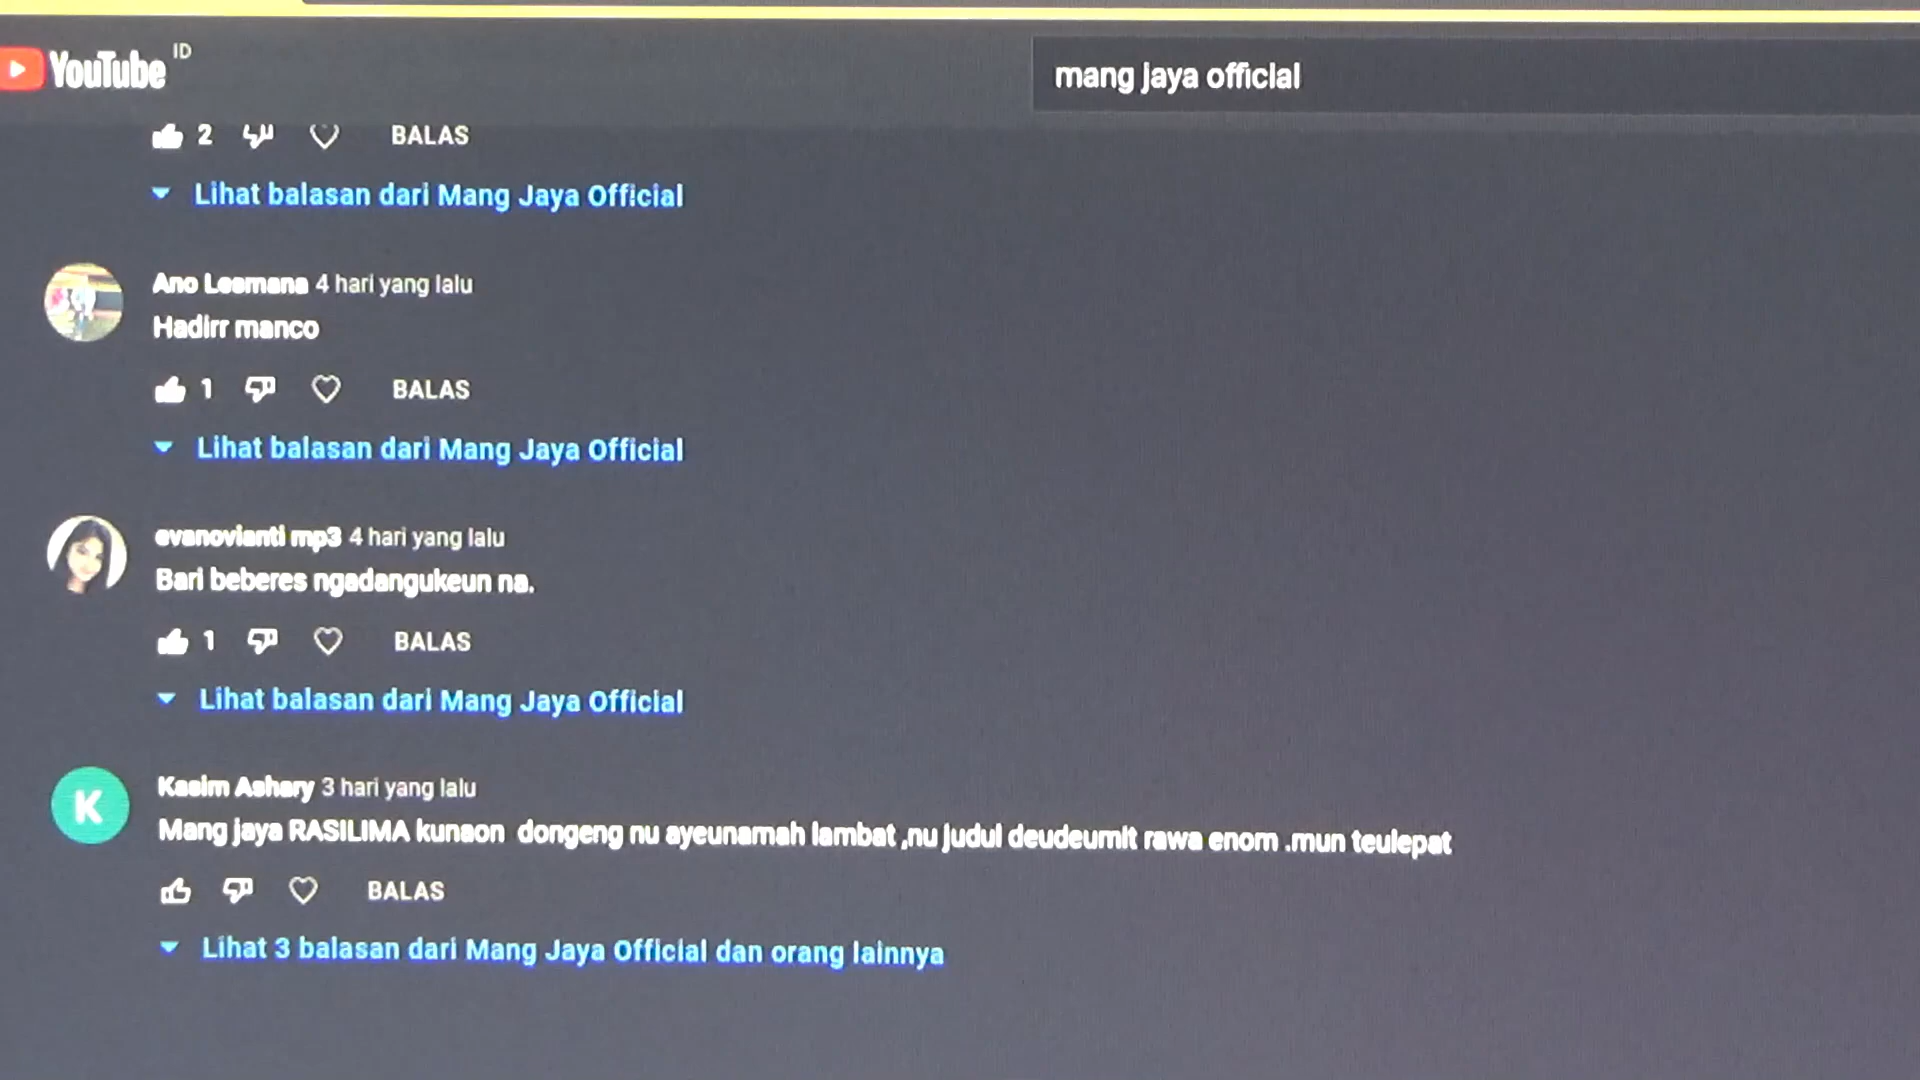 YouTube ID
mang jaya official
2 BALAS
Lihat balasan dari Mang Jaya Official
Ano Lesmana 4 hari yang lalu
Hadirr manco
1 BALAS
Lihat balasan dari Mang Jaya Official
evanovianti mp3 4 hari yang lalu
Bari beberes ngadangukeun na.
1 BALAS
Lihat balasan dari Mang Jaya Official
K
Kasim Ashary 3 hari yang lalu
Mang jaya RASILIMA kunaon dongeng nu ayeunamah lambat ,nu judul deudeumit rawa enom .mun teulepat
BALAS
Lihat 3 balasan dari Mang Jaya Official dan orang lainnya